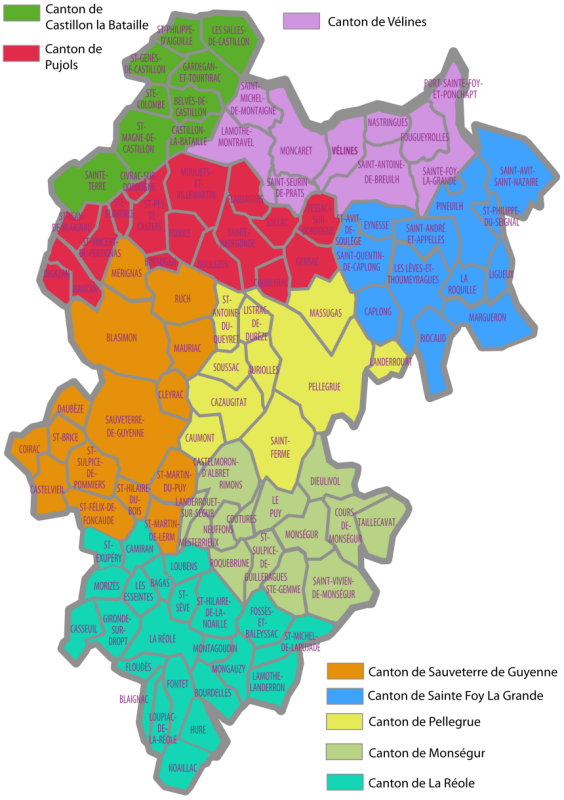 Canton de
Castillon la Bataille
Canton de Vélines
Canton de
Pujols
ST-PHILIPPE-
D'AIGUILLE
LES SALLES-
DE-CASTILLON
ST-GENÈS-
DE-CASTILLON
GARDEGAN-
ET-TOURTIRAC
STE-
COLOMBE
BELVÈS-DE-
CASTILLON
ST-
MAGNE-DE-
CASTILLON
CASTILLON-
LA-BATAILLE
SAINTE-
TERRE
SAINT-
MICHEL-
DE-MONTAIGNE
LAMOTHE-
MONTRAVEL
MONCARET
VÉLINES
NASTRINGUES
FOUGUEYROLLES
PORT-SAINTE-FOY-
ET-PONCHAPT
SAINT-ANTOINE-
DE-BREUILH
SAINT-SEURIN-
DE-PRATS
SAINTE-FOY-
LA-GRANDE
SAINT-AVIT-
SAINT-NAZAIRE
PINEUILH
ST-PHILIPPE-
DU-SEIGNAL
CIVRAC-SUR-
DORDOGNE
PUJOLS
ST-AVIT-
DE-
SOULEGE
EYNESSE
SAINT-ANDRÉ-
ET-APPELLES
SAINT-QUENTIN-
DE-CAPLONG
LES LÈVES-ET-
THOUMEYRAGUES
LA
ROQUILLE
LIGUEUX
CAPLONG
RIOCAUD
MARGUERON
LANDERROUAT
MÉRIGNAS
RUCH
BLASIMON
MAURIAC
ST-
ANTOINE-
DU-
QUEYRET
LISTRAC-
DE-
DURÈZE
MASSUGAS
SOUSSAC
AURIOLLES
PELLEGRUE
CLEYRAC
CAZAUGITAT
DAUBÈZE
SAUVETERRE-
DE-GUYENNE
CAUMONT
SAINT-
FERME
COIRAC
ST-BRICE
ST-
SULPICE-
DE-
POMMIERS
CASTELVIEIL
ST-HILAIRE-
DU-
BOIS
ST-MARTIN-
DU-PUY
ST-FÉLIX-DE-
FONCAUDE
ST-MARTIN-
DE-LERM
CASTELMORON-
D'ALBRET
RIMONS
LANDERROUET-
SUR-SÉGUR
NEUFFONS
MESTERRIEUX
COUTURES
LE
PUY
DIEULIVOL
COURS-
DE-
MONSÉGUR
TAILLECAVAT
MONSÉGUR
ROQUEBRUNE
ST-
SULPICE-
DE-
GUILLERAGUES
STE-GEMME
SAINT-VIVIEN-
DE-MONSÉGUR
ST-
EXUPÉRY
CAMIRAN
LOUBENS
MORIZÈS
LES
ESSEINTES
BAGAS
ST-
SÈVE
ST-HILAIRE-
DE-LA-
NOAILLE
FOSSÈS-
ET-
BALEYSSAC
ST-MICHEL-
DE-LAPUJADE
CASSEUIL
GIRONDE-
SUR-
DROPT
LA RÉOLE
MONTAGOUDIN
MONGAUZY
LAMOTHE-
LANDERRON
FLOUDÈS
FONTET
BOURDELLES
BLAIGNAC
LOUPIAC-
DE-
LA-RÉOLE
HURE
NOAILLAC
Canton de Sauveterre de Guyenne
Canton de Sainte Foy La Grande
Canton de Pellegrue
Canton de Monségur
Canton de La Réole